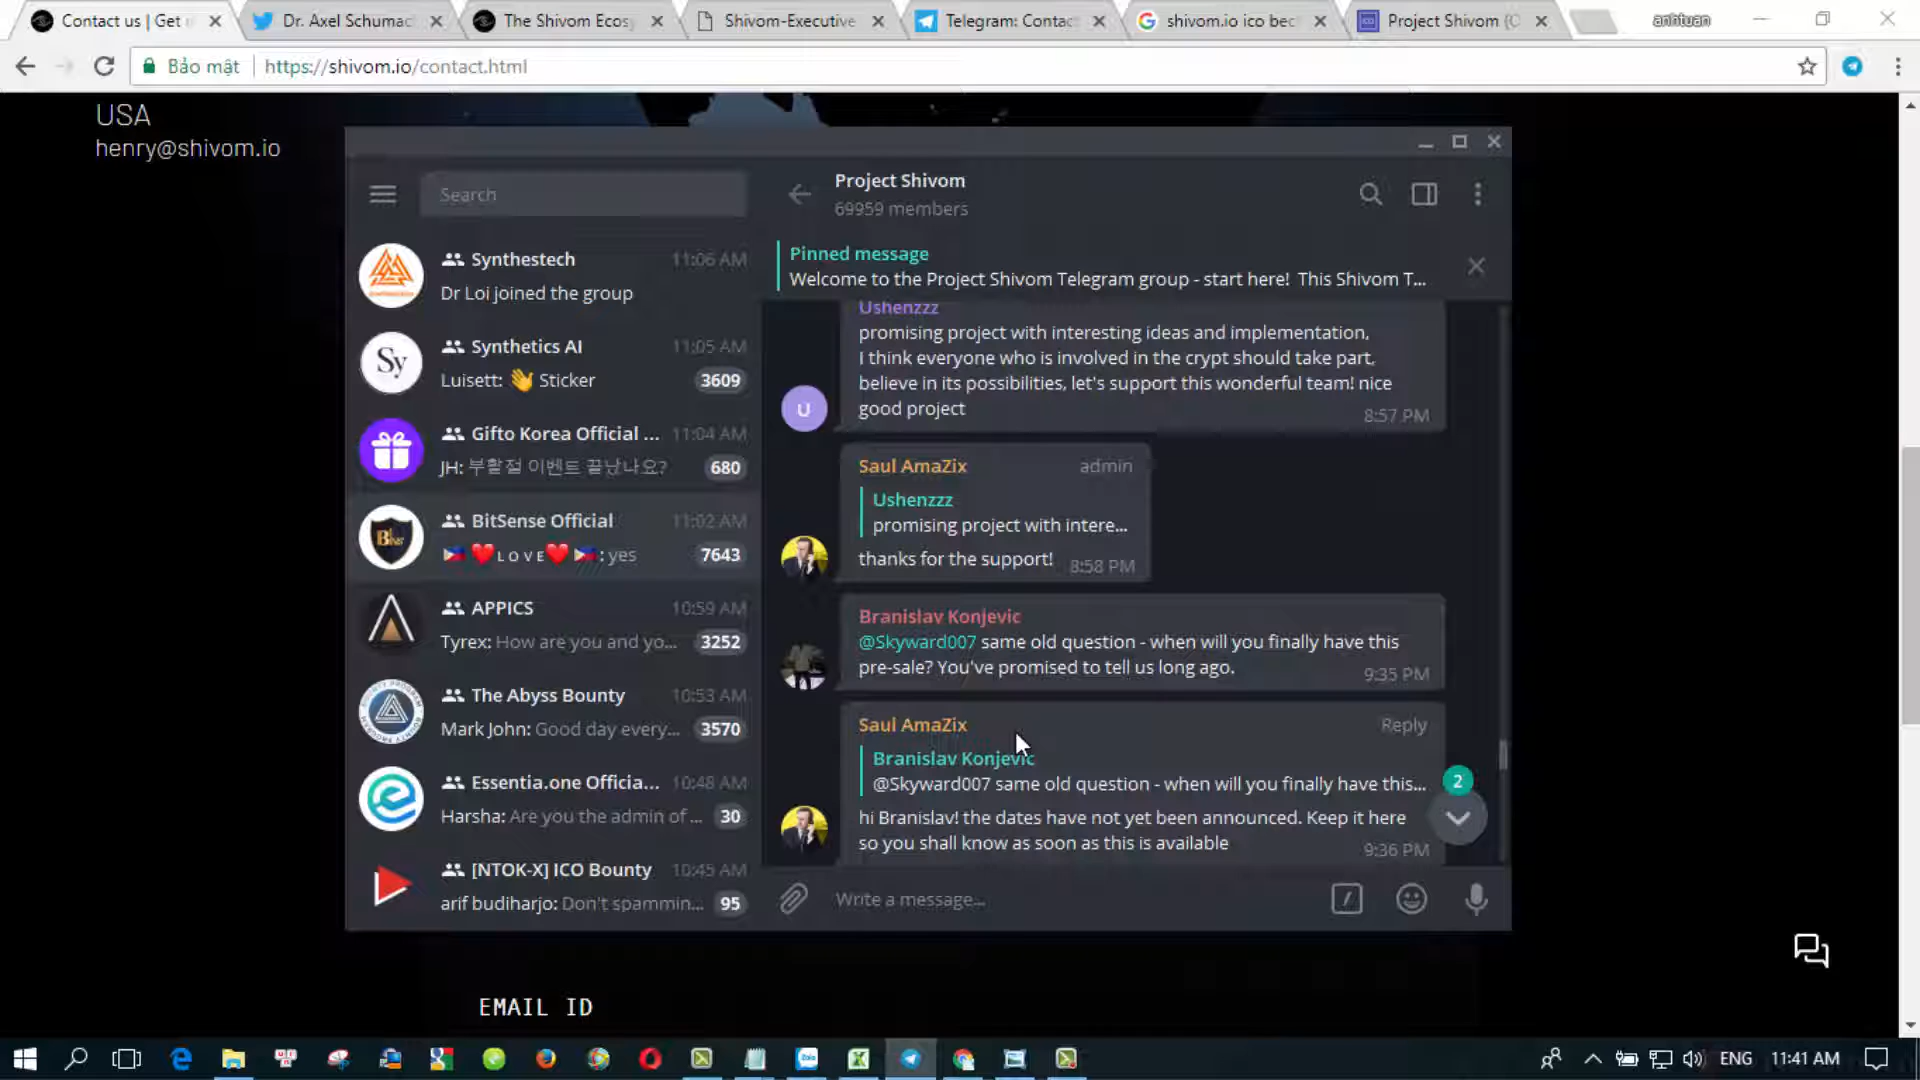 Contact us | Get
Dr. Axel Schumac
The Shivom Ecos
Shivom-Executive
Telegram: Contac
shivom.io ico bec
Project Shivom (C
anhtuan
Bảo mật
https://shivom.io/contact.html
USA
henry@shivom.io
Search
Synthestech 11:06 AM
Dr Loi joined the group
Sy
Synthetics AI 11:05 AM
Luisett: 👋 Sticker 3609
Gifto Korea Official ... 11:04 AM
JH: 부활절 이벤트 끝났나요? 680
BitSense Official 11:02 AM
🇵🇭 ❤️ L O V E ❤️ 🇵🇭 : yes 7643
APPICS 10:59 AM
Tyrex: How are you and yo... 3252
The Abyss Bounty 10:53 AM
Mark John: Good day every... 3570
Essentia.one Officia... 10:48 AM
Harsha: Are you the admin of ... 30
[NTOK-X] ICO Bounty 10:45 AM
arif budiharjo: Don't spammin... 95
Project Shivom
69959 members
Pinned message
Welcome to the Project Shivom Telegram group - start here! This Shivom T...
Ushenzzz
promising project with interesting ideas and implementation,
I think everyone who is involved in the crypt should take part,
believe in its possibilities, let's support this wonderful team! nice
good project
8:57 PM
U
Saul AmaZix admin
Ushenzzz
promising project with intere...
thanks for the support! 8:58 PM
Branislav Konjevic
@Skyward007 same old question - when will you finally have this
pre-sale? You've promised to tell us long ago. 9:35 PM
Saul AmaZix Reply
Branislav Konjevic
@Skyward007 same old question - when will you finally have this...
2
hi Branislav! the dates have not yet been announced. Keep it here
so you shall know as soon as this is available 9:36 PM
Write a message...
EMAIL ID
ENG
11:41 AM